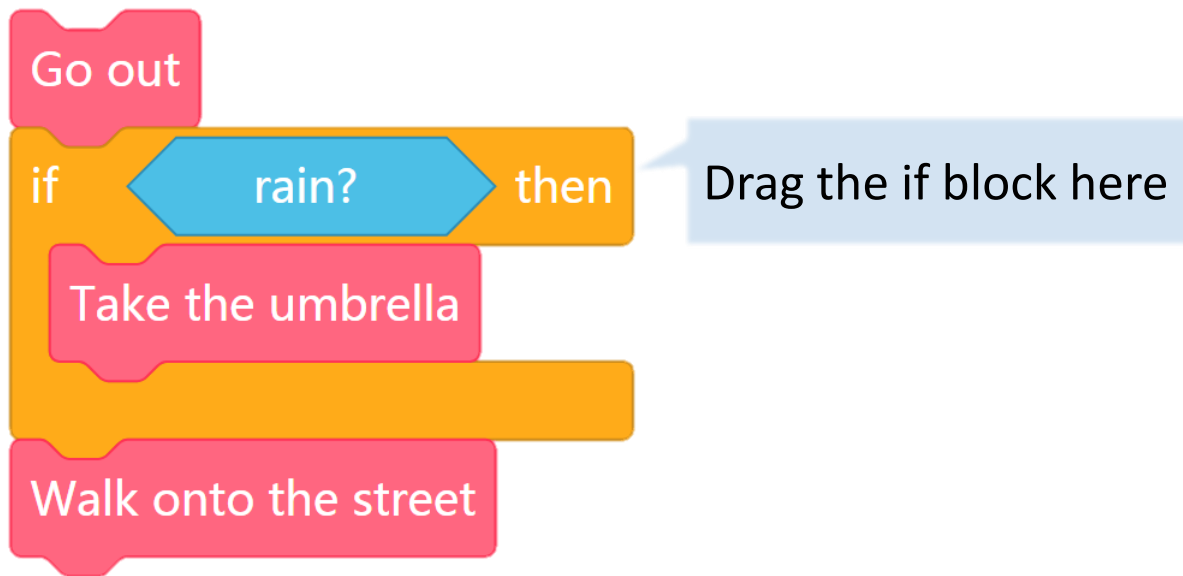 Go out
if rain? then
Drag the if block here
Take the umbrella
Walk onto the street